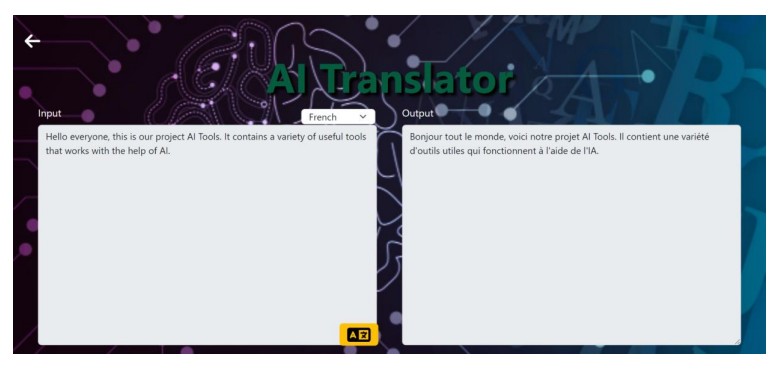 AI Translator
Input
French
Output
Hello everyone, this is our project AI Tools. It contains a variety of useful tools
that works with the help of AI.
Bonjour tout le monde, voici notre projet AI Tools. Il contient une variété
d'outils utiles qui fonctionnent à l'aide de l'IA.